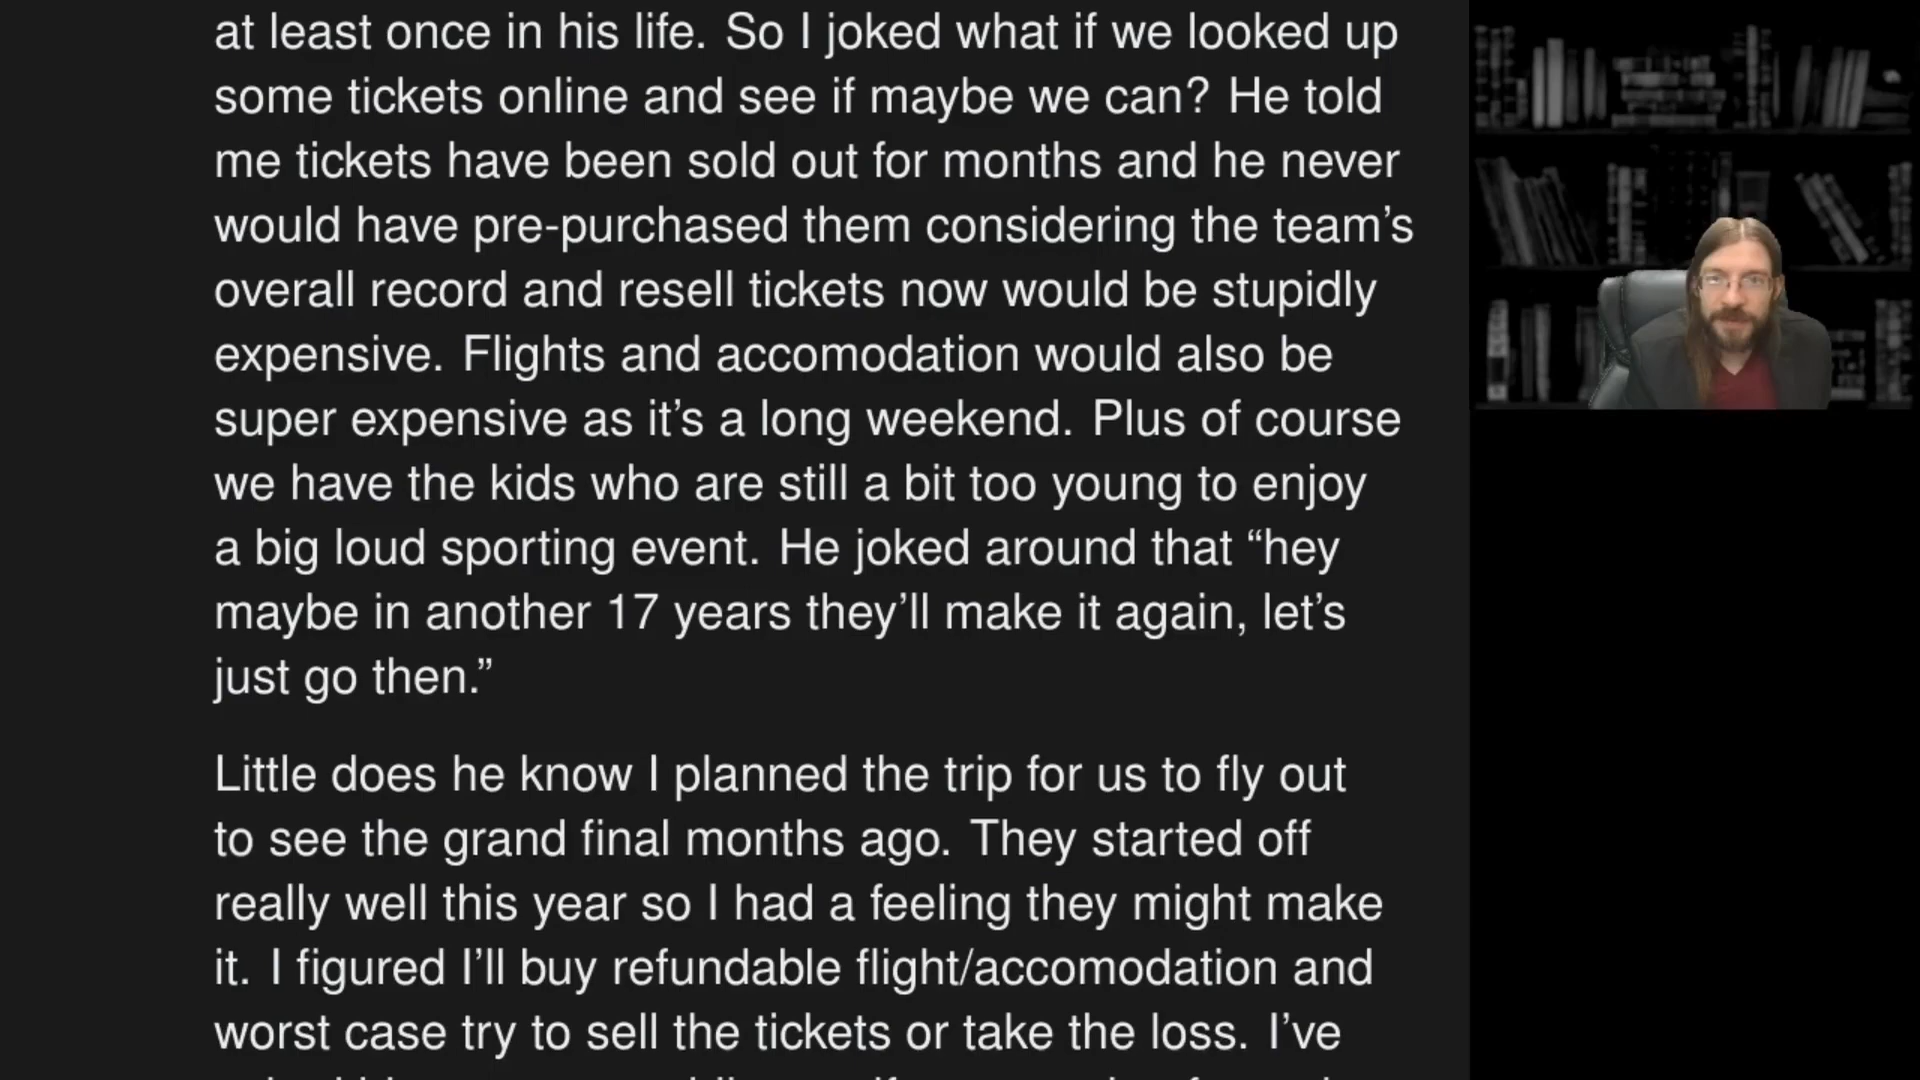 at least once in his life. So I joked what if we looked up
some tickets online and see if maybe we can? He told
me tickets have been sold out for months and he never
would have pre-purchased them considering the team’s
overall record and resell tickets now would be stupidly
expensive. Flights and accomodation would also be
super expensive as it’s a long weekend. Plus of course
we have the kids who are still a bit too young to enjoy
a big loud sporting event. He joked around that “hey
maybe in another 17 years they’ll make it again, let’s
just go then.”
Little does he know I planned the trip for us to fly out
to see the grand final months ago. They started off
really well this year so I had a feeling they might make
it. I figured I’ll buy refundable flight/accomodation and
worst case try to sell the tickets or take the loss. I’ve